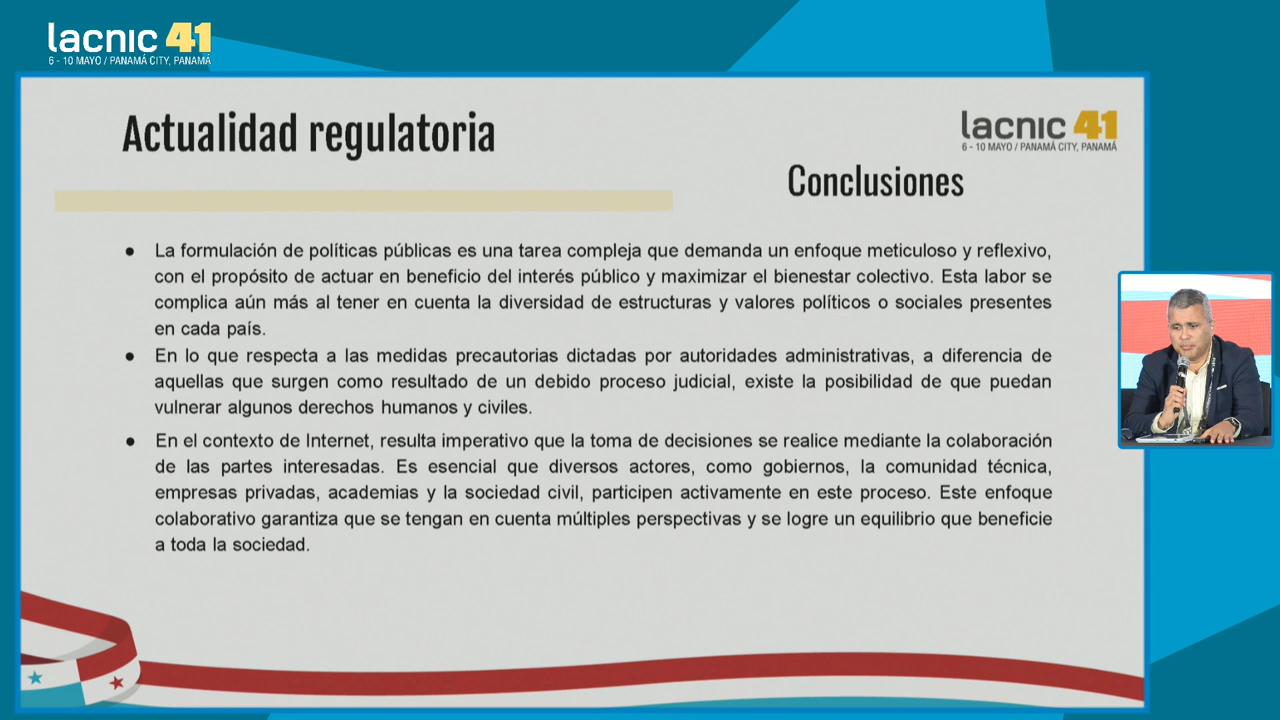 lacnic 41
6 - 10 MAYO / PANAMÁ CITY, PANAMÁ
Actualidad regulatoria
lacnic 41
6 - 10 MAYO / PANAMÁ CITY, PANAMÁ
Conclusiones
● La formulación de políticas públicas es una tarea compleja que demanda un enfoque meticuloso y reflexivo,
con el propósito de actuar en beneficio del interés público y maximizar el bienestar colectivo. Esta labor se
complica aún más al tener en cuenta la diversidad de estructuras y valores políticos o sociales presentes
en cada país.
● En lo que respecta a las medidas precautorias dictadas por autoridades administrativas, a diferencia de
aquellas que surgen como resultado de un debido proceso judicial, existe la posibilidad de que puedan
vulnerar algunos derechos humanos y civiles.
● En el contexto de Internet, resulta imperativo que la toma de decisiones se realice mediante la colaboración
de las partes interesadas. Es esencial que diversos actores, como gobiernos, la comunidad técnica,
empresas privadas, academias y la sociedad civil, participen activamente en este proceso. Este enfoque
colaborativo garantiza que se tengan en cuenta múltiples perspectivas y se logre un equilibrio que beneficie
a toda la sociedad.